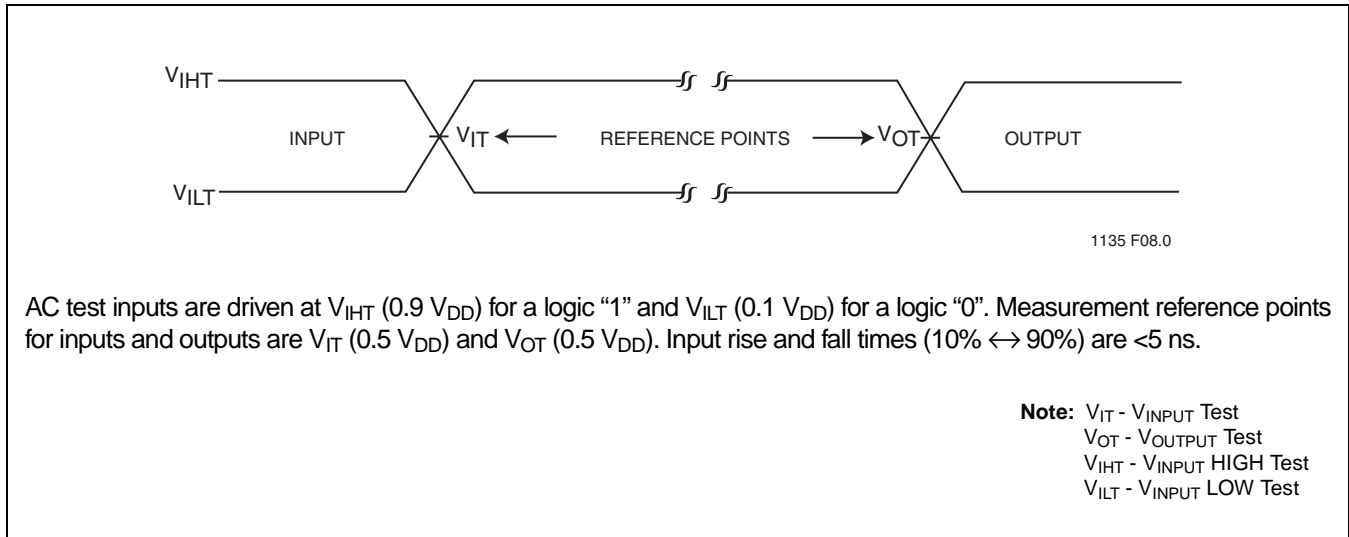 VIHT
INPUT VIT REFERENCE POINTS VOT OUTPUT
VILT
1135 F08.0
AC test inputs are driven at VIHT (0.9 VDD) for a logic “1” and VILT (0.1 VDD) for a logic “0”. Measurement reference points
for inputs and outputs are VIT (0.5 VDD) and VOT (0.5 VDD). Input rise and fall times (10% ↔ 90%) are <5 ns.
Note: VIT - VINPUT Test
VOT - VOUTPUT Test
VIHT - VINPUT HIGH Test
VILT - VINPUT LOW Test